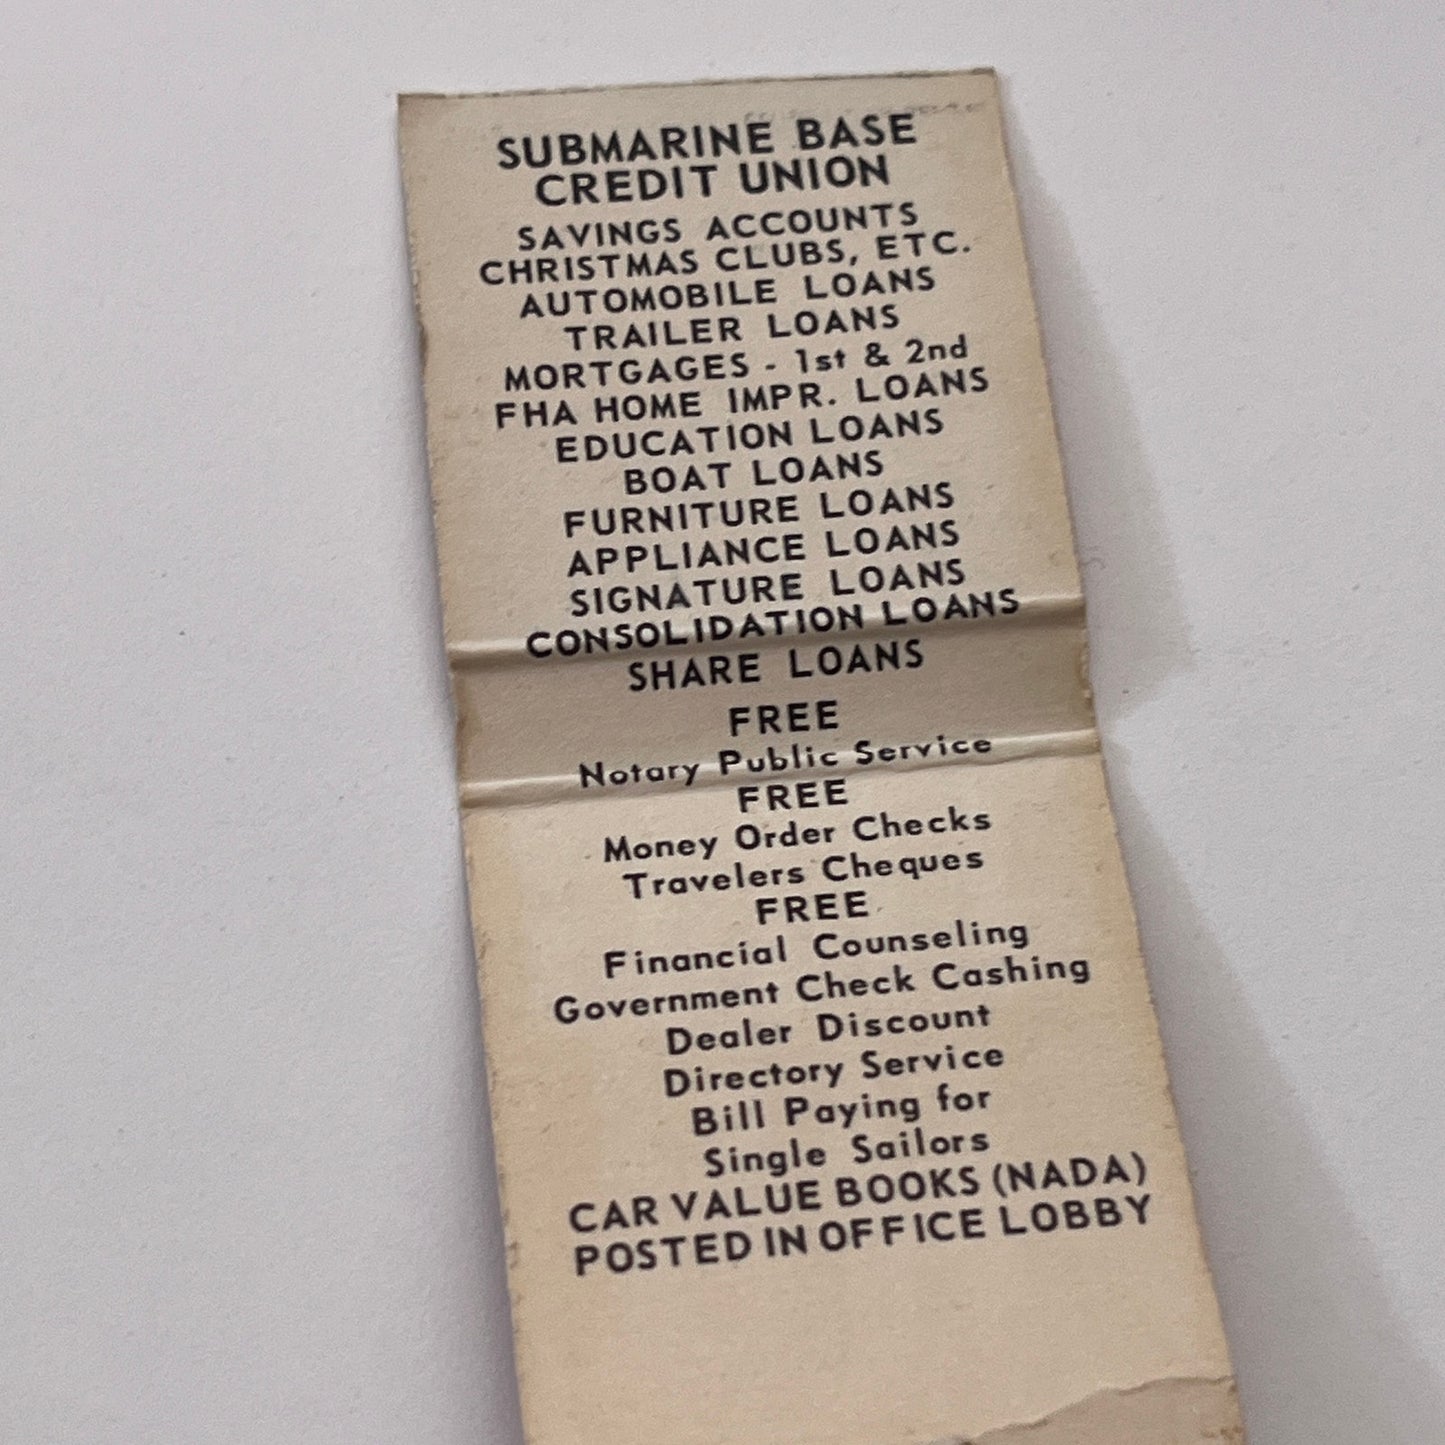 SUBMARINE BASE
CREDIT UNION
SAVINGS ACCOUNTS
CHRISTMAS CLUBS, ETC.
AUTOMOBILE LOANS
TRAILER LOANS
MORTGAGES - 1st & 2nd
FHA HOME IMPR. LOANS
EDUCATION LOANS
BOAT LOANS
FURNITURE LOANS
APPLIANCE LOANS
SIGNATURE LOANS
CONSOLIDATION LOANS
SHARE LOANS
FREE
Notary Public Service
FREE
Money Order Checks
Travelers Cheques
FREE
Financial Counseling
Government Check Cashing
Dealer Discount
Directory Service
Bill Paying for
Single Sailors
CAR VALUE BOOKS (NADA)
POSTED IN OFFICE LOBBY